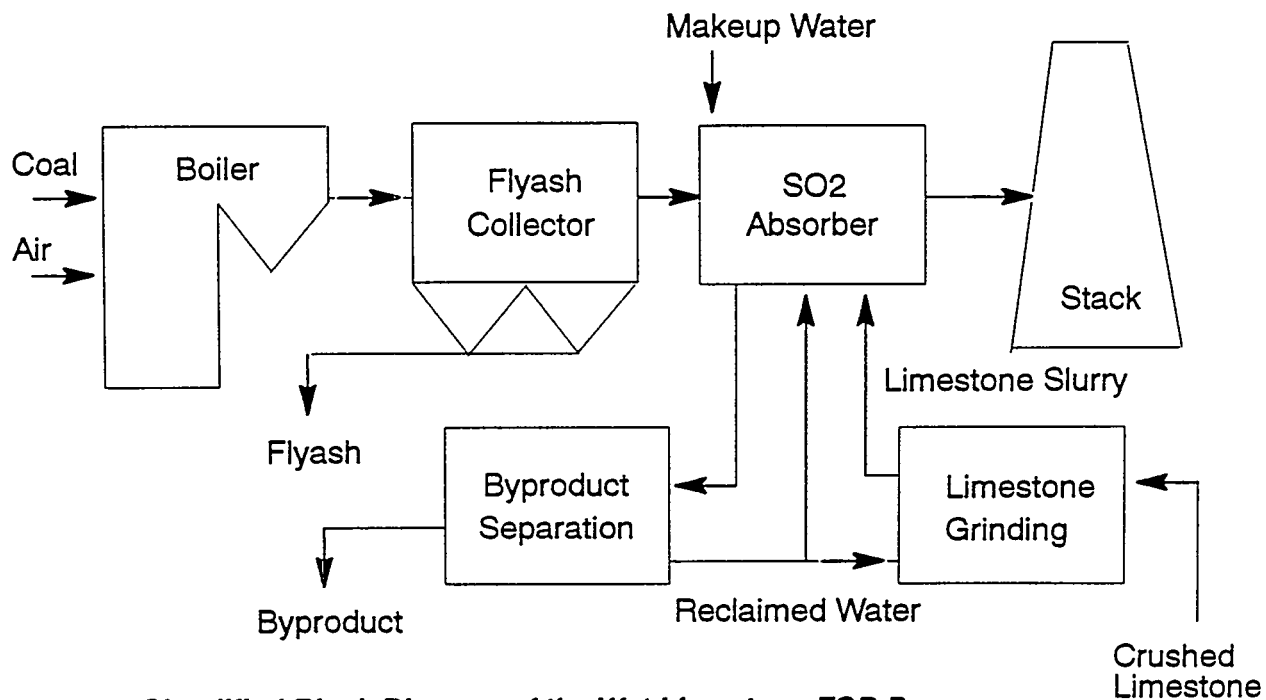 Makeup Water
Coal
Boiler
Air
Flyash
Collector
SO2
Absorber
Stack
Limestone Slurry
Flyash
Byproduct
Separation
Limestone
Grinding
Byproduct
Reclaimed Water
Crushed
Limestone